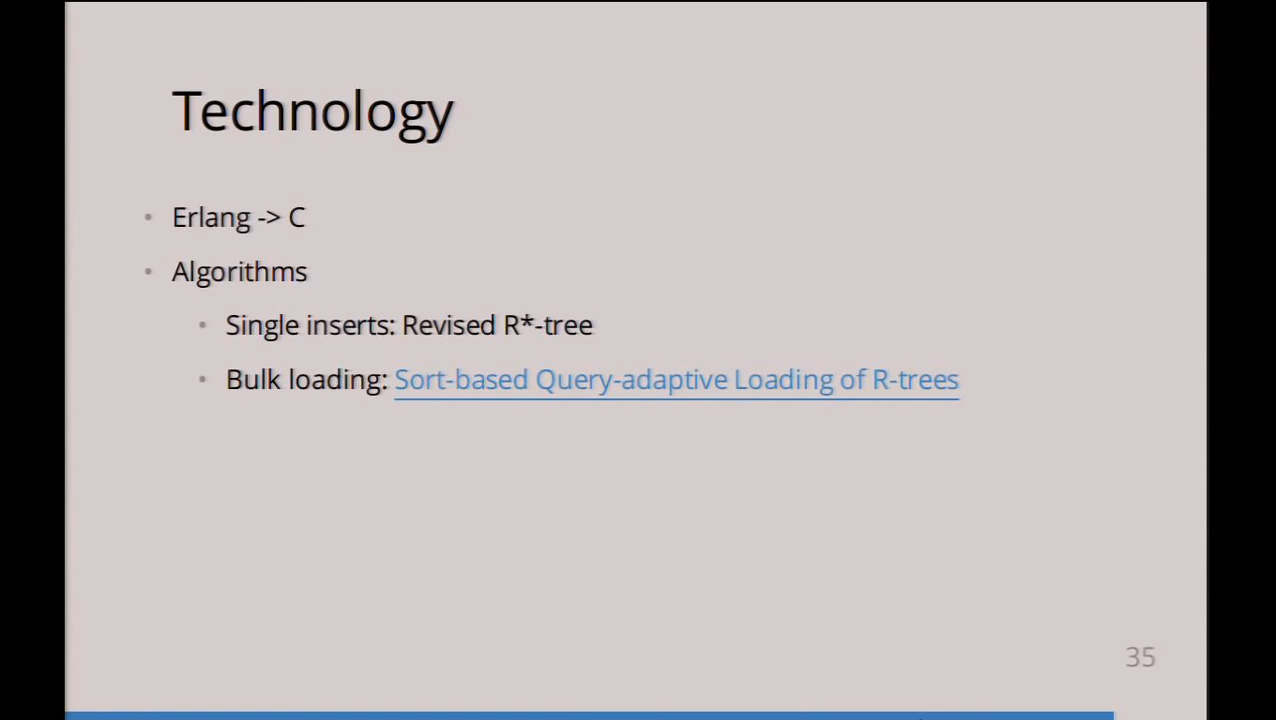 Technology
• Erlang -> C
• Algorithms
• Single inserts: Revised R*-tree
• Bulk loading: Sort-based Query-adaptive Loading of R-trees
35